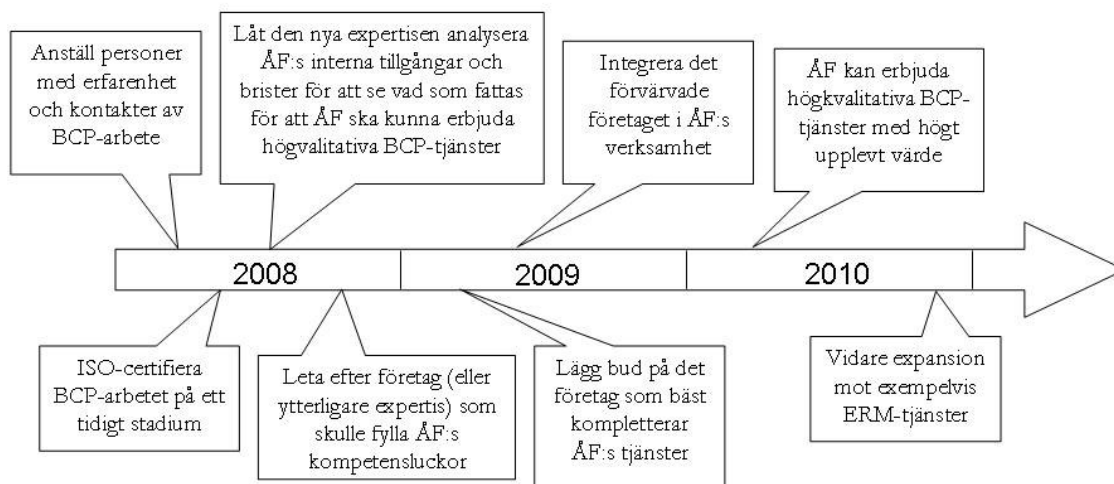 Anställ personer
med erfarenhet
och kontakter av
BCP-arbete
Låt den nya expertisen analysera
ÅF:s interna tillgångar och
brister för att se vad som fattas
för att ÅF ska kunna erbjuda
högvalitativa BCP-tjänster
Integrera det
förvärvade
företaget i ÅF:s
verksamhet
ÅF kan erbjuda
högkvalitativa BCP-
tjänster med högt
upplevt värde
2008
2009
2010
ISO-certifiera
BCP-arbetet på ett
tidigt stadium
Leta efter företag (eller
ytterligare expertis) som
skulle fylla ÅF:s
kompetensluckor
Lägg bud på det
företag som bäst
kompletterar
ÅF:s tjänster
Vidare expansion
mot exempelvis
ERM-tjänster